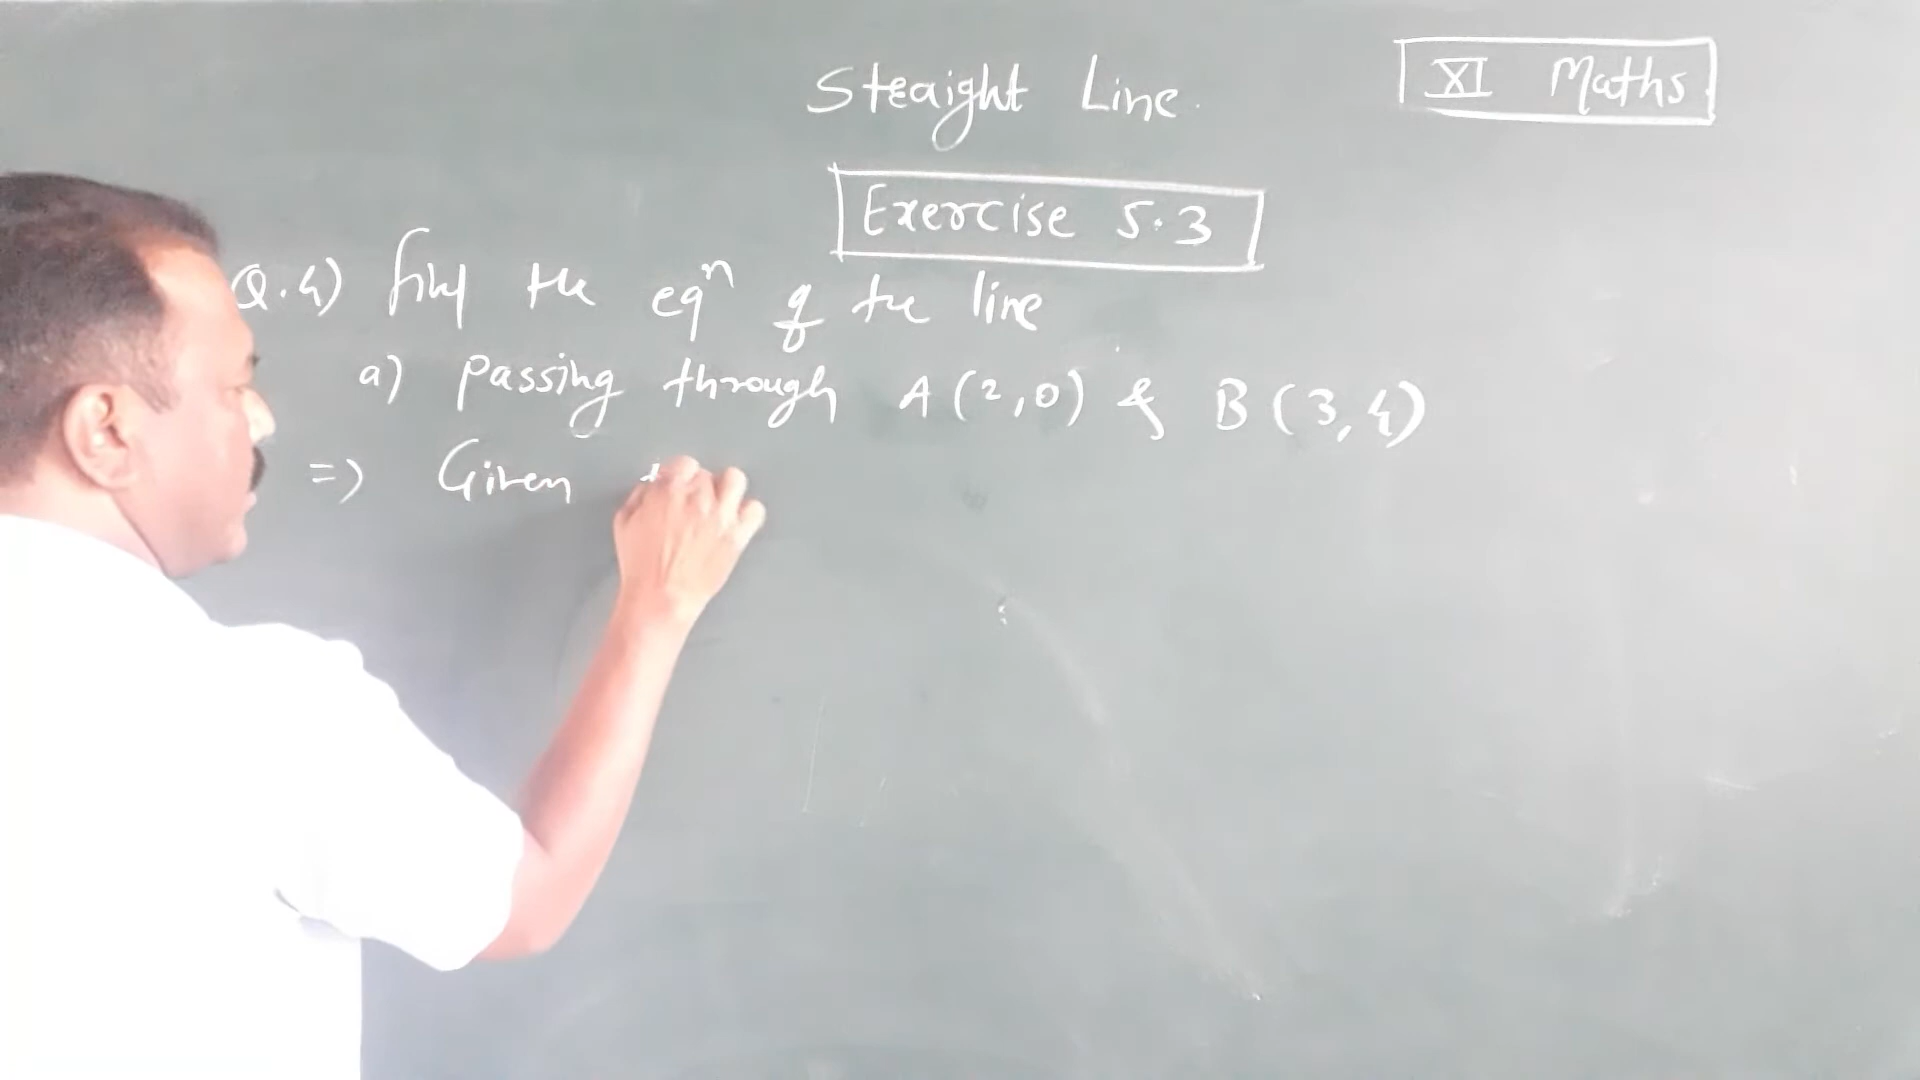 Straight Line.
XI Maths.
Exercise 5.3
Q.4) find the eqⁿ of the line
a) Passing through A(2,0) & B(3,4)
=> Given